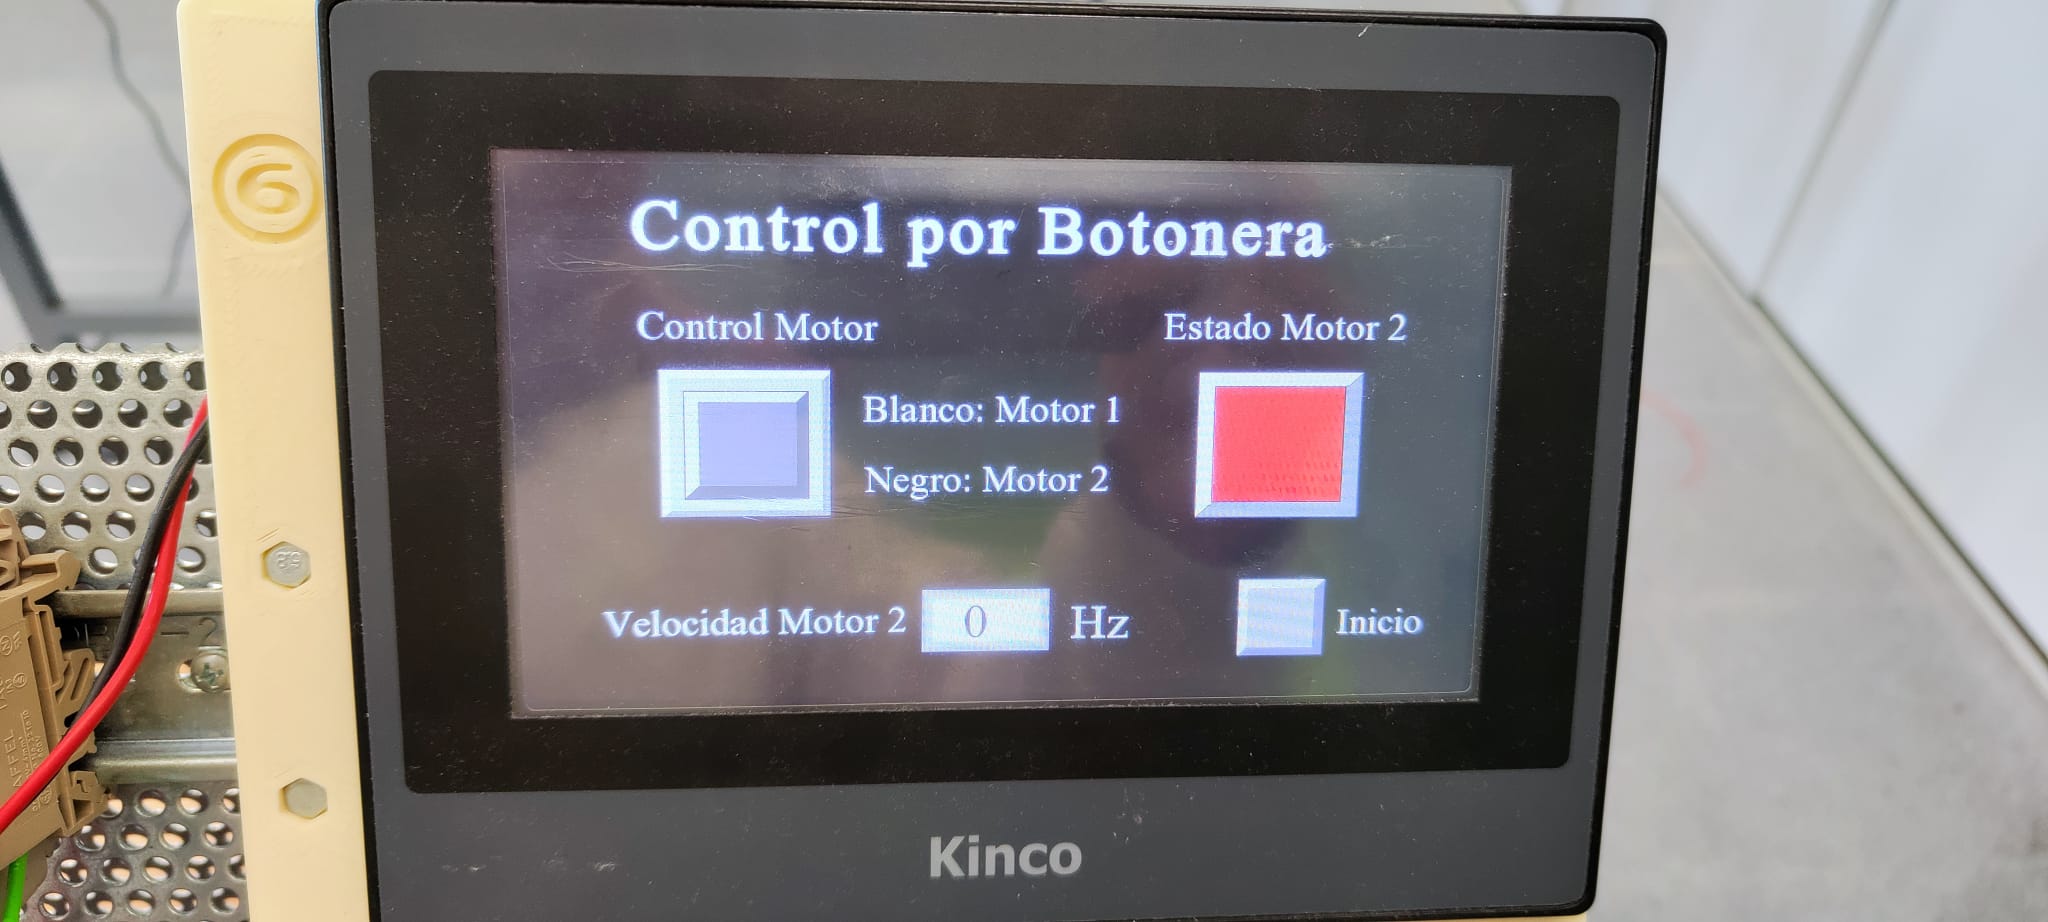 6
Control por Botonera
Control Motor
Estado Motor 2
Blanco: Motor 1
Negro: Motor 2
Velocidad Motor 2
0
Hz
Inicio
Kinco